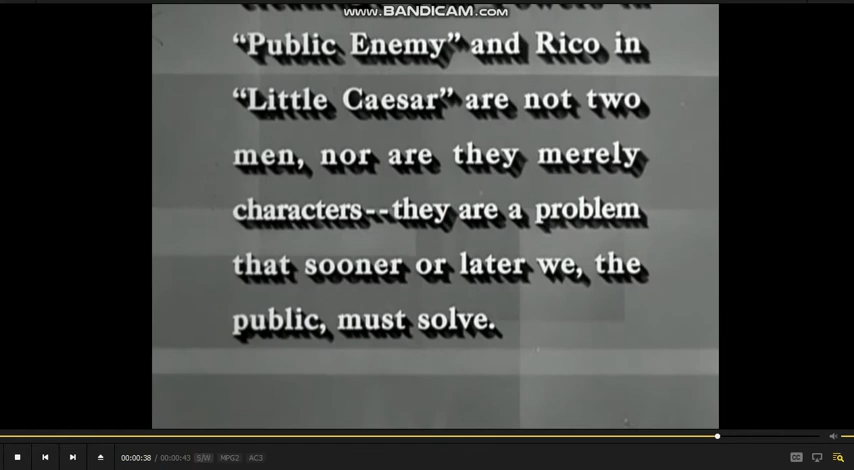 www.BANDICAM.com
"Public Enemy" and Rico in
"Little Caesar" are not two
men, nor are they merely
characters--they are a problem
that sooner or later we, the
public, must solve.
00:00:38 / 00:00:43 S/W MPG2 AC3
CC